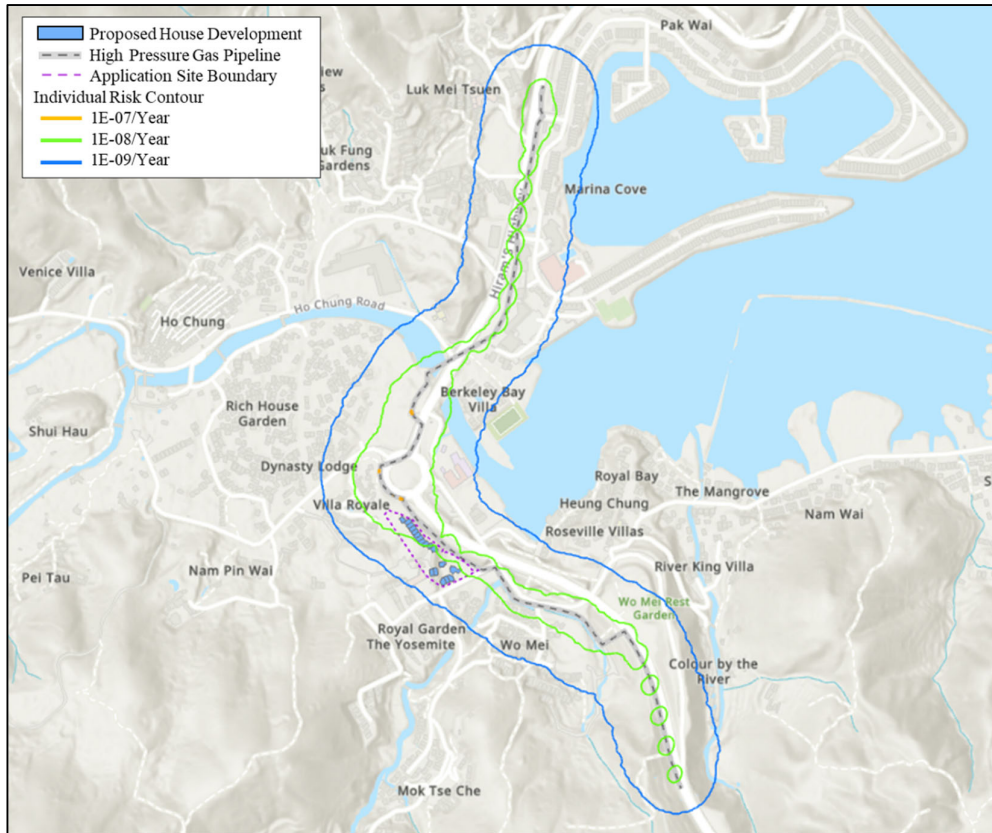 Proposed House Development
High Pressure Gas Pipeline
Application Site Boundary
Individual Risk Contour
1E-07/Year
1E-08/Year
1E-09/Year
Pak Wai
Luk Mei Tsuen
Gardens
Marina Cove
Hiram's Highway
Venice Villa
Ho Chung
Ho Chung Road
Berkeley Bay
Villa
Rich House
Garden
Shui Hau
Dynasty Lodge
Royal Bay
The Mangrove
Villa Royale
Heung Chung
Nam Wai
Roseville Villas
Pei Tau
Nam Pin Wai
River King Villa
Wo Mei Rest
Garden
Royal Garden
The Yosemite
Wo Mei
Colour by the
River
Mok Tse Che